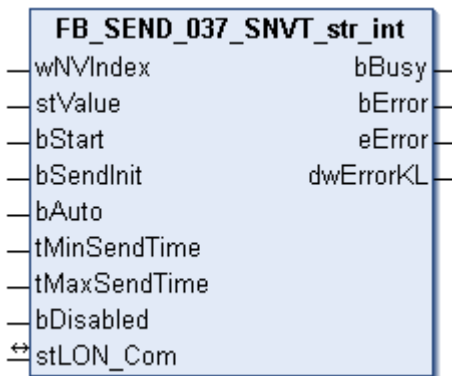 FB_SEND_037_SNVT_str_int
wNVIndex bBusy
stValue bError
bStart eError
bSendInit dwErrorKL
bAuto
tMinSendTime
tMaxSendTime
bDisabled
stLON_Com